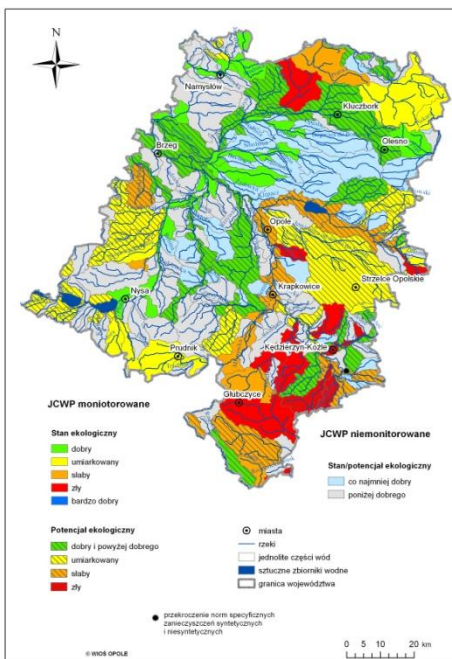 N
Namysłów
Kluczbork
Brzeg
Olesno
Opole
Strzelce Opolskie
Krapkowice
Nysa
Kędzierzyn-Koźle
Prudnik
Głubczyce
JCWP moniotorowane
Stan ekologiczny
dobry
umiarkowany
słaby
zły
bardzo dobry
Potencjał ekologiczny
dobry i powyżej dobrego
umiarkowany
słaby
zły
JCWP niemonitorowane
Stan/potencjał ekologiczny
co najmniej dobry
poniżej dobrego
miasta
rzeki
jednolite części wód
sztuczne zbiorniki wodne
granica województwa
przekroczenie norm specyficznych
zanieczyszczeń syntetycznych
i niesyntetycznych
© WIOŚ OPOLE
0 5 10 20 km